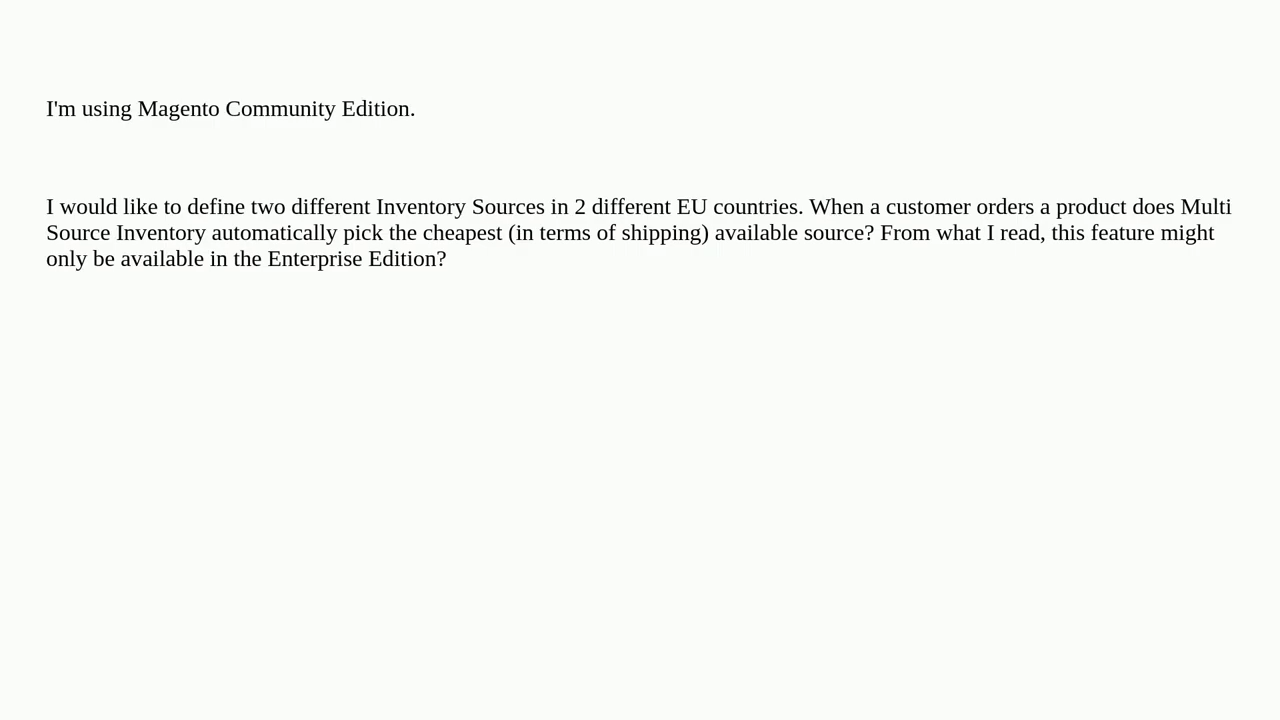 I'm using Magento Community Edition.
I would like to define two different Inventory Sources in 2 different EU countries. When a customer orders a product does Multi
Source Inventory automatically pick the cheapest (in terms of shipping) available source? From what I read, this feature might
only be available in the Enterprise Edition?